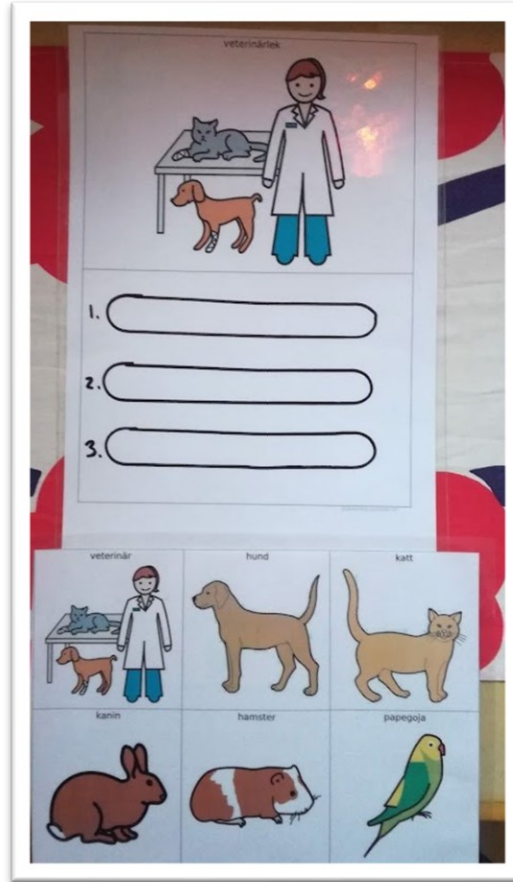 veterinärlek
1.
2.
3.
veterinär hund katt
kanin hamster papegoja